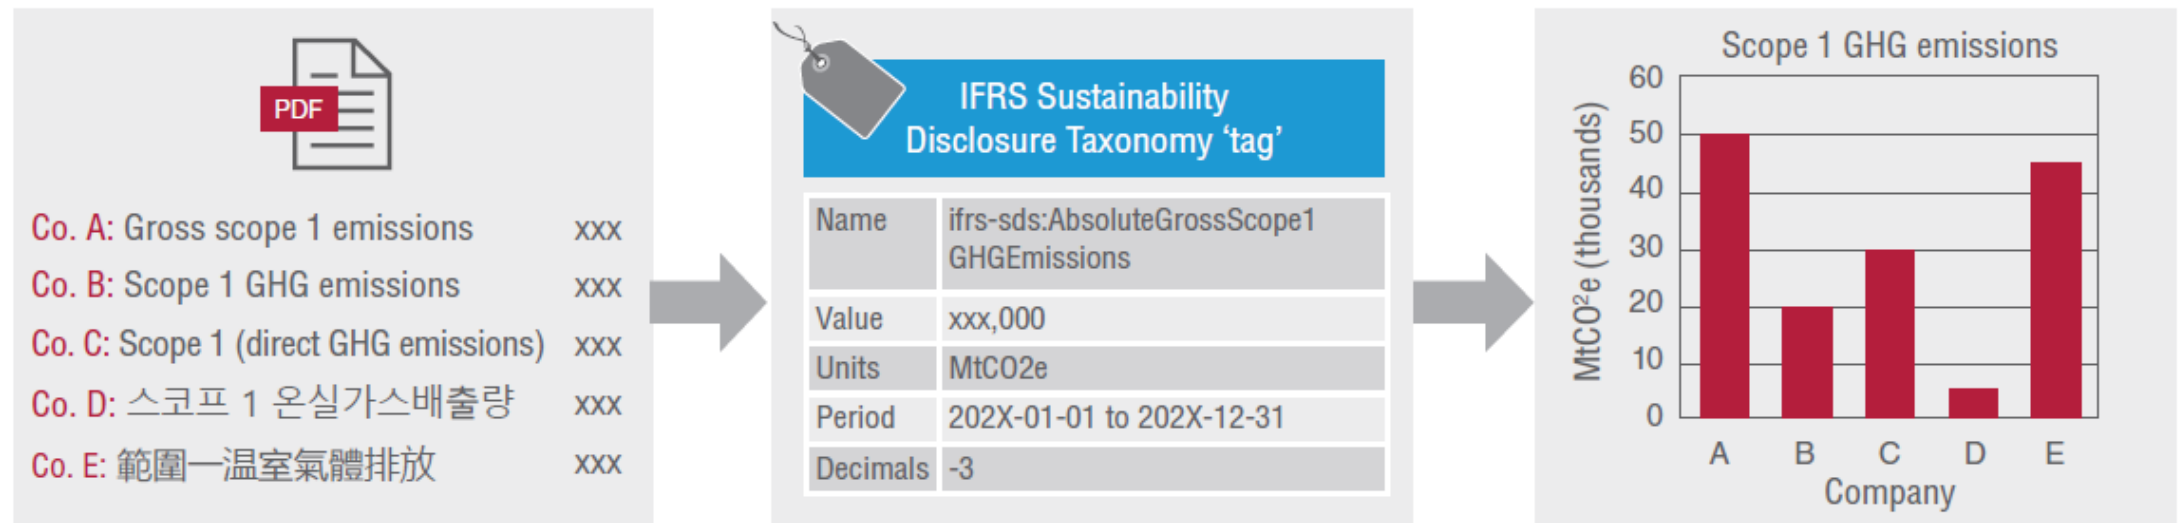 PDF
Co. A: Gross scope 1 emissions xxx
Co. B: Scope 1 GHG emissions xxx
Co. C: Scope 1 (direct GHG emissions) xxx
Co. D: 스코프 1 온실가스배출량 xxx
Co. E: 範圍一温室氣體排放 xxx
IFRS Sustainability
Disclosure Taxonomy ‘tag’
Name ifrs-sds:AbsoluteGrossScope1
GHGEmissions
Value xxx,000
Units MtCO2e
Period 202X-01-01 to 202X-12-31
Decimals -3
Scope 1 GHG emissions
MtCO²e (thousands)
60
50
40
30
20
10
0
A B C D E
Company